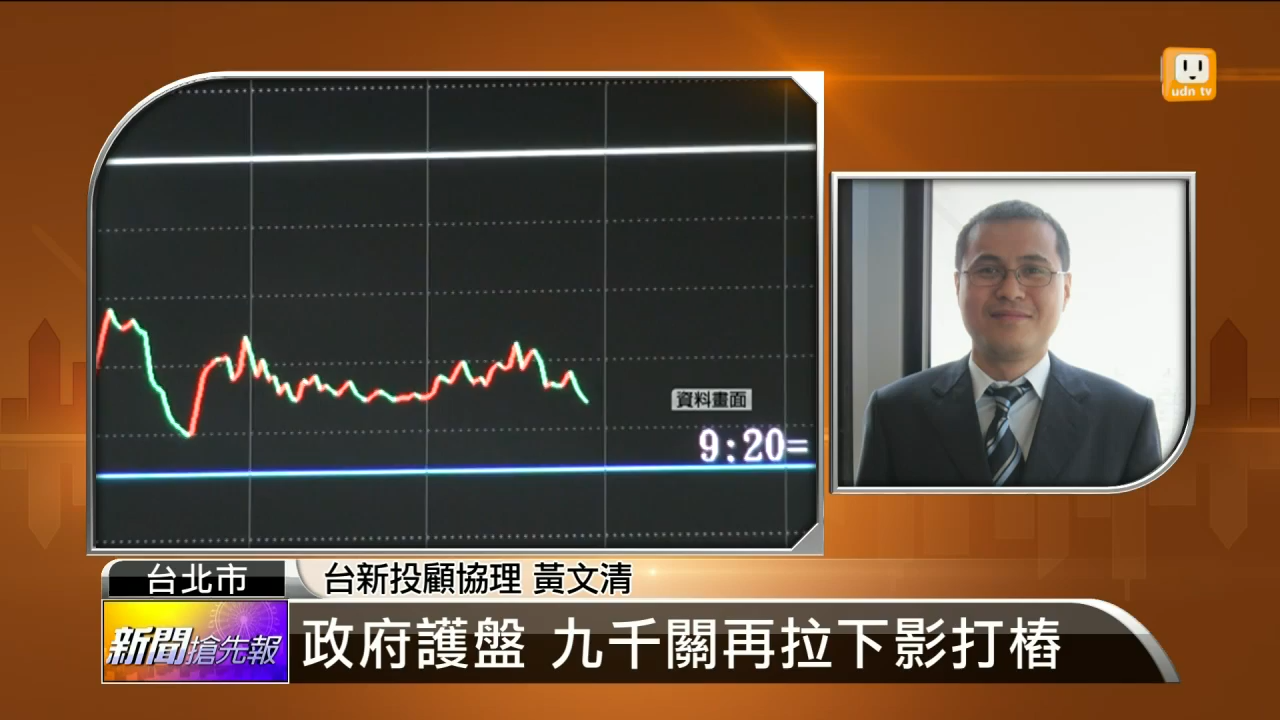 udn tv
資料畫面
9:20=
台北市
台新投顧協理 黃文清
新聞搶先報
政府護盤 九千關再拉下影打樁